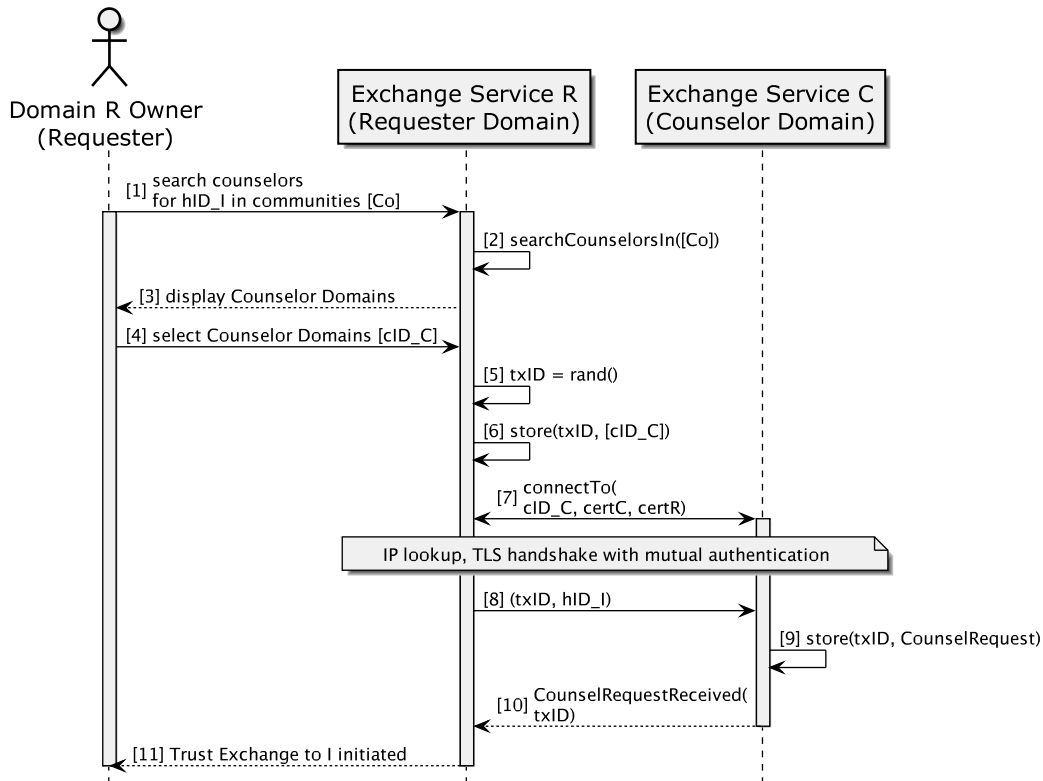 Domain R Owner
(Requester)
Exchange Service R
(Requester Domain)
Exchange Service C
(Counselor Domain)
[1] search counselors
for hID_I in communities [Co]
[2] searchCounselorsIn([Co])
[3] display Counselor Domains
[4] select Counselor Domains [cID_C]
[5] txID = rand()
[6] store(txID, [cID_C])
[7] connectTo(
cID_C, certC, certR)
IP lookup, TLS handshake with mutual authentication
[8] (txID, hID_I)
[9] store(txID, CounselRequest)
[10] CounselRequestReceived(
txID)
[11] Trust Exchange to I initiated